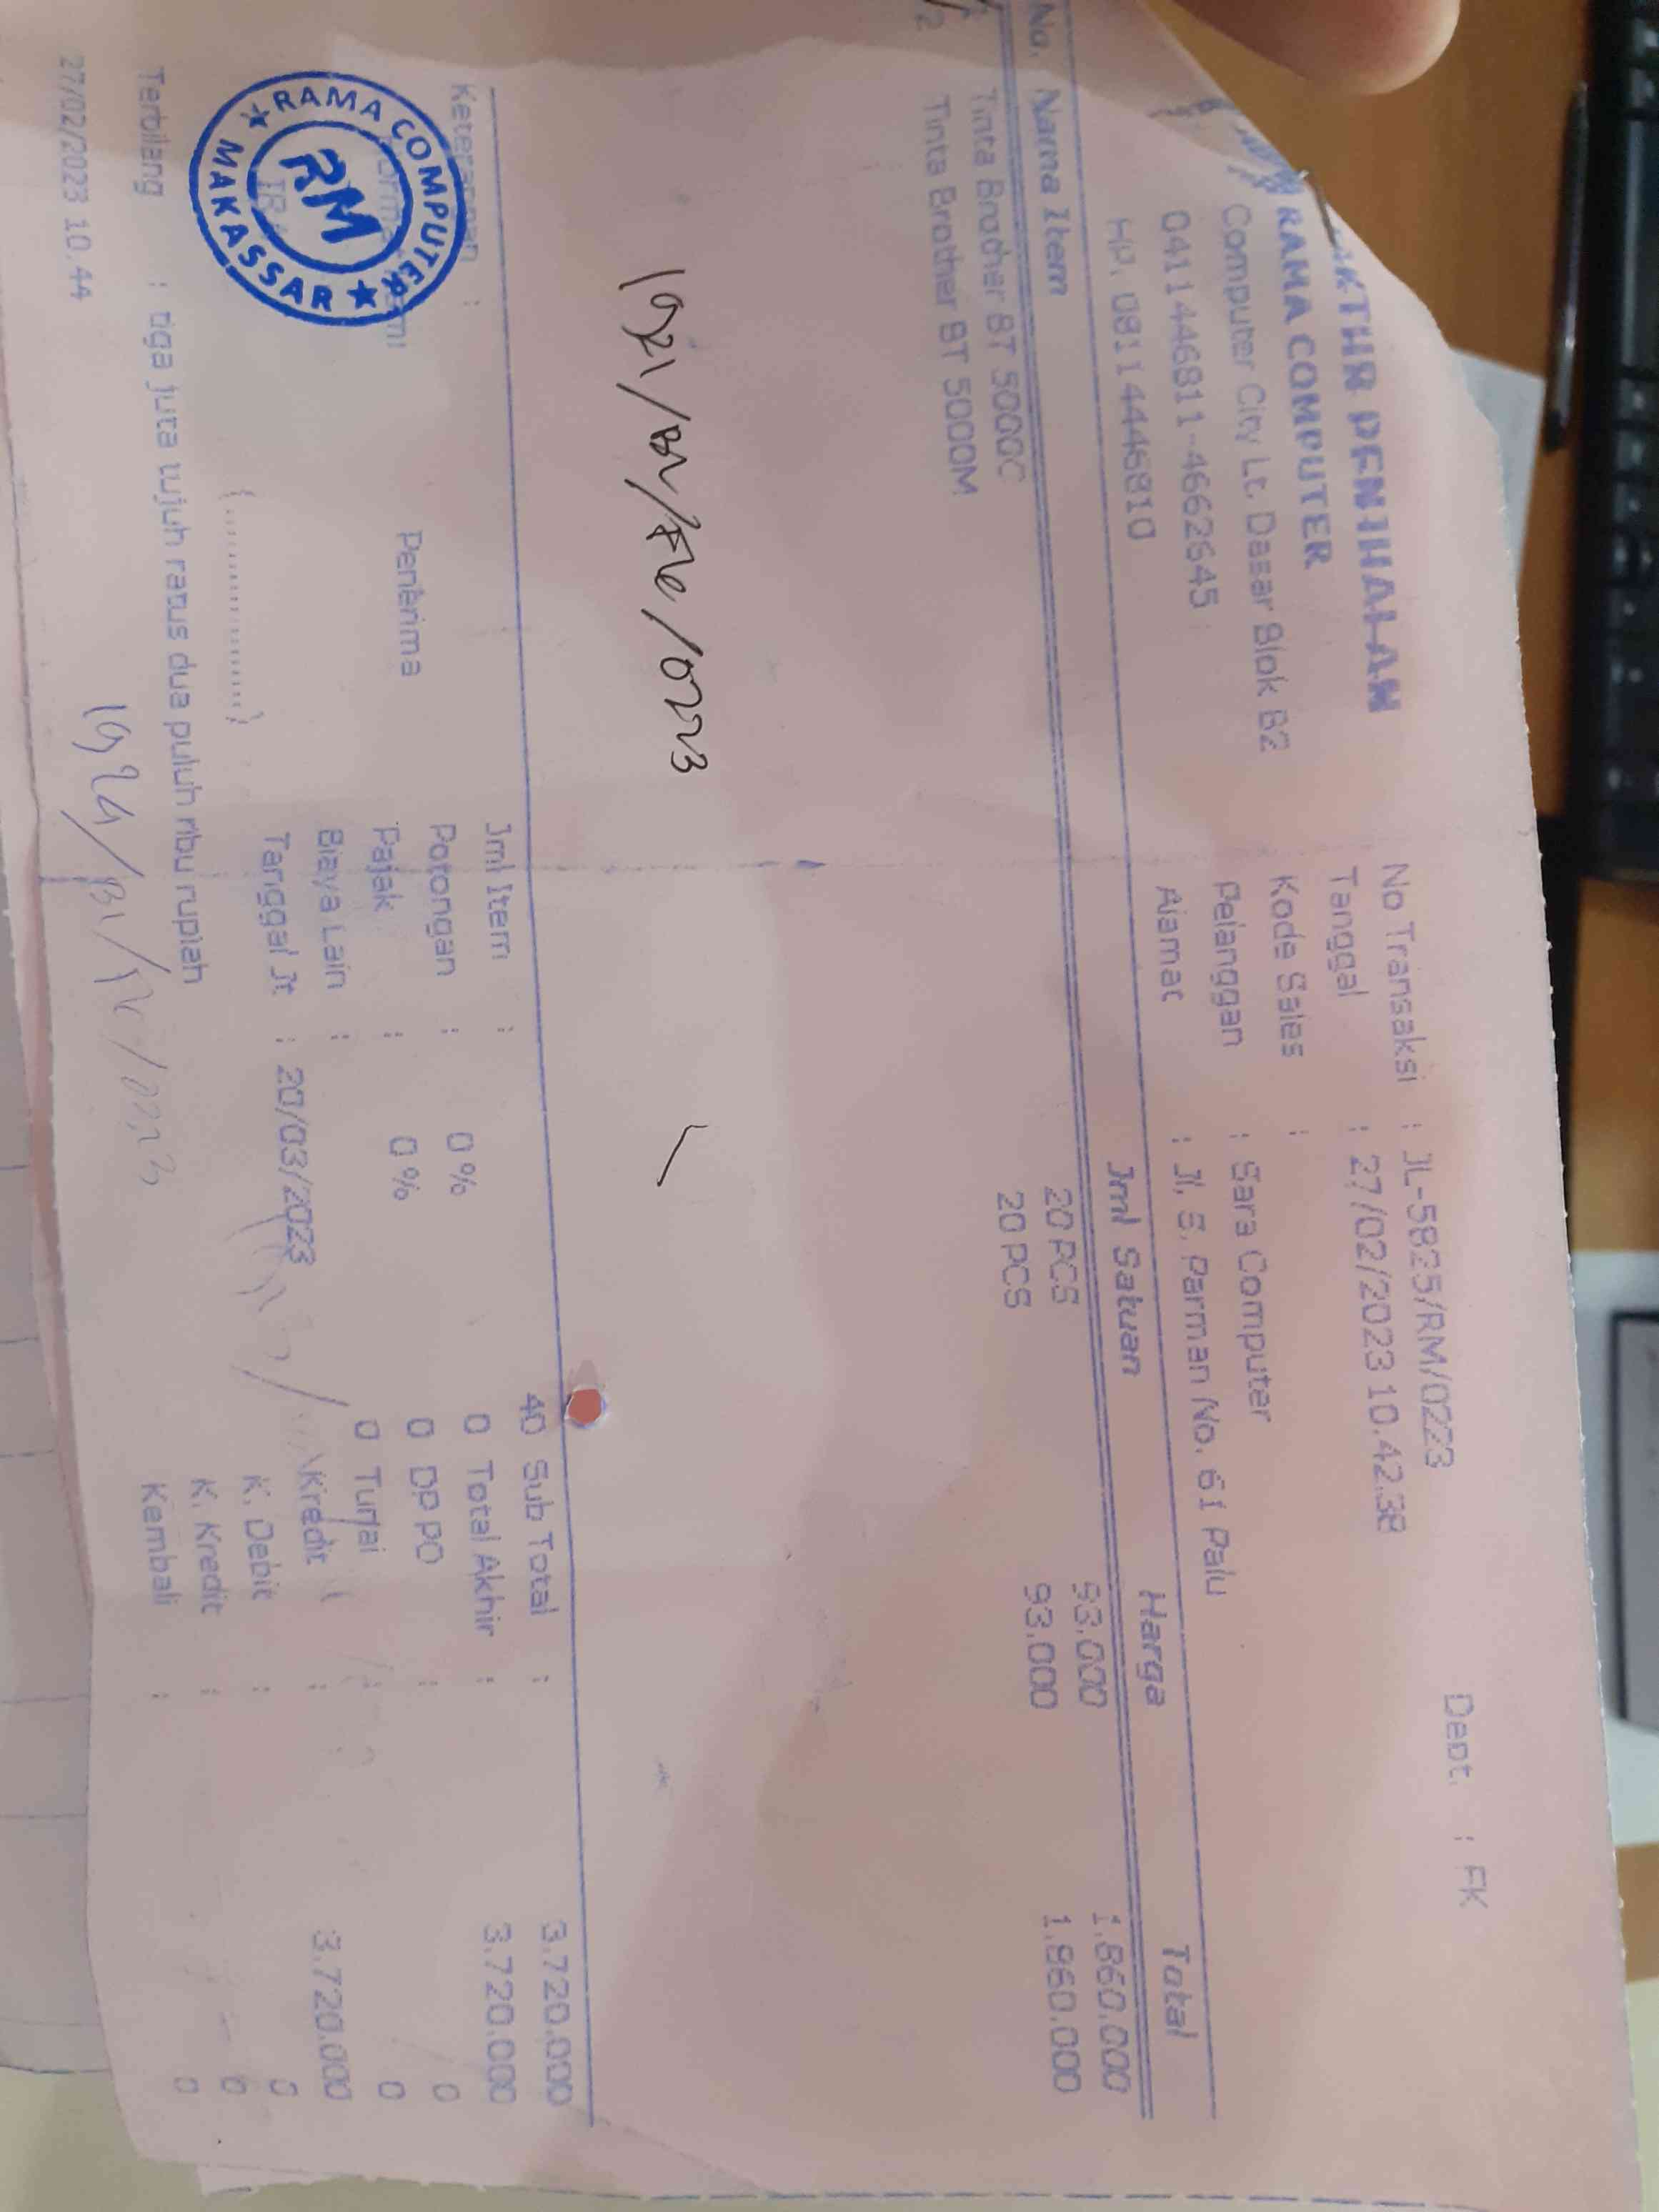 FAKTUR PENJUALAN
RAMA COMPUTER
Computer City Lt. Dasar Blok B2
04114468 11-4662645
HP. 08114446810
Dept. : FK
No Transaksi : JL-5825/RM/0223
Tanggal : 27/02/2023 10.42.38
Kode Sales :
Pelanggan : Sara Computer
Alamat : Jl. S. Parman No. 61 Palu
No. Nama Item Jml Satuan Harga Total
Tinta Brother BT 5000C 20 PCS 93.000 1.860.000
2 Tinta Brother BT 5000M 20 PCS 93.000 1.860.000
Keterangan :
Penerima
(............)
Jml Item : 40
Potongan : 0 % 0
Pajak : 0 % 0
Biaya Lain : 0
Tanggal Jt : 20/03/2023
Sub Total : 3.720.000
Total Akhir : 3.720.000
DP PO : 0
Tunai : 0
Kredit : 3.720.000
K. Debit : 0
K. Kredit : 0
Kembali : 0
RAMA COMPUTER
RM
MAKASSAR
Terbilang : tiga juta tujuh ratus dua puluh ribu rupiah
27/02/2023 10.44